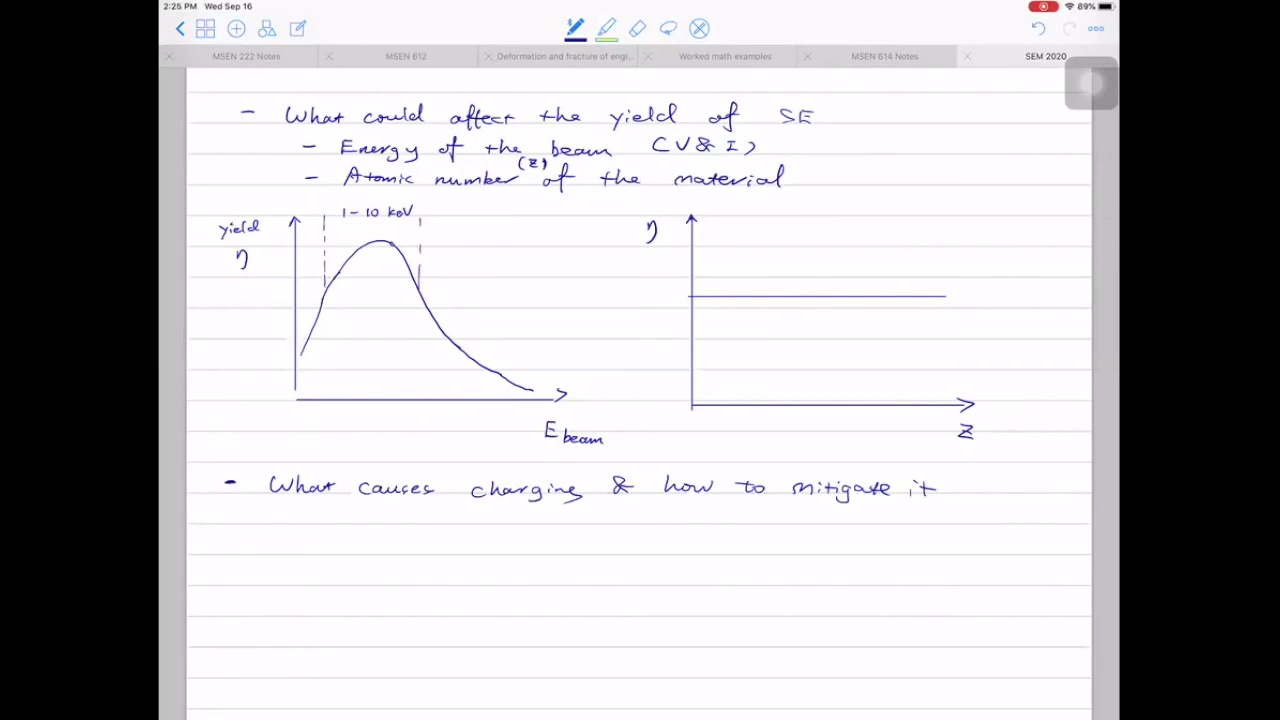 2:25 PM Wed Sep 16
89%
MSEN 222 Notes
MSEN 612
Deformation and fracture of engi...
Worked math examples
MSEN 614 Notes
SEM 2020
- What could affect the yield of SE
- Energy of the beam (V & I)
- Atomic number (Z) of the material
1-10 keV
yield
η
E beam
η
Z
- What causes charging & how to mitigate it